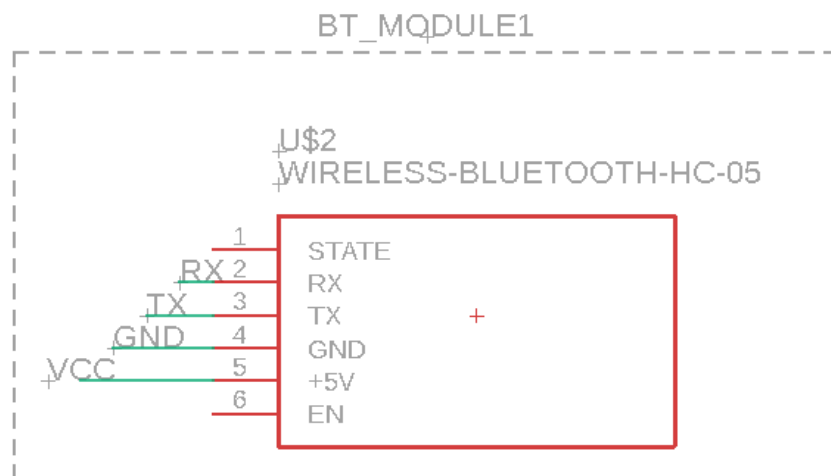 BT_MODULE1
U$2
WIRELESS-BLUETOOTH-HC-05
1 STATE
RX 2 RX
TX 3 TX
GND 4 GND
VCC 5 +5V
6 EN